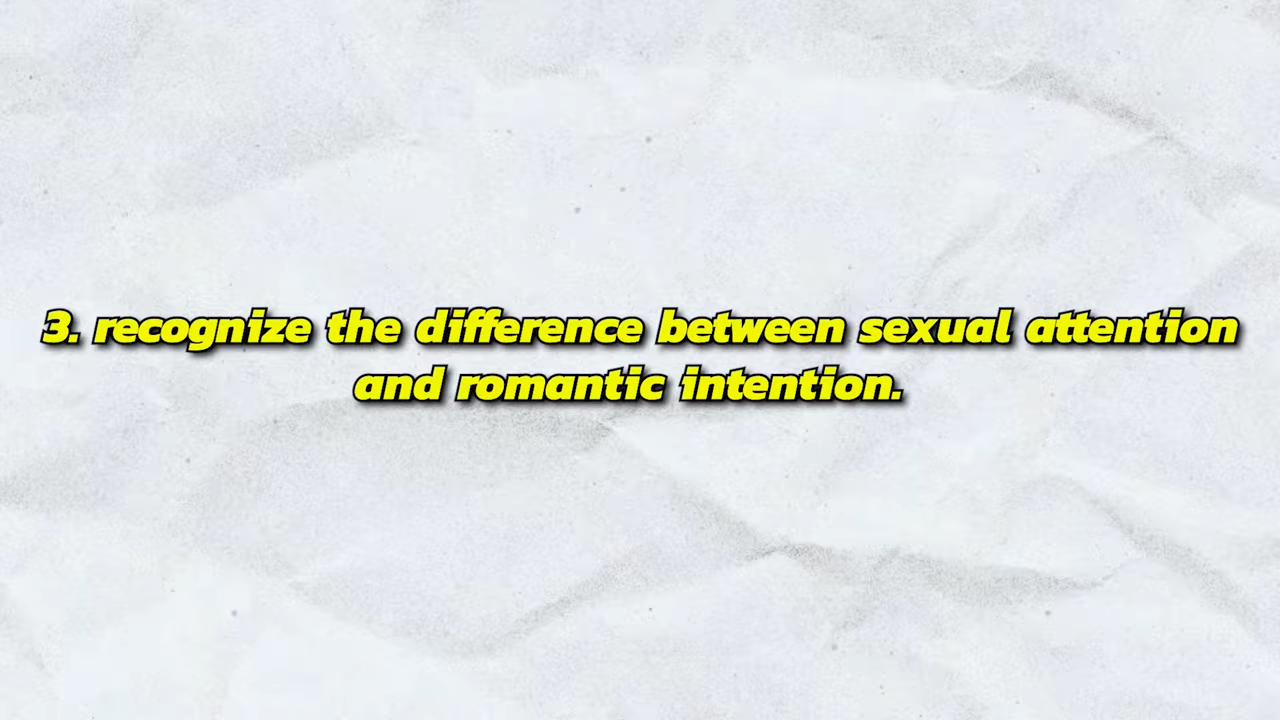 3. recognize the difference between sexual attention
and romantic intention.